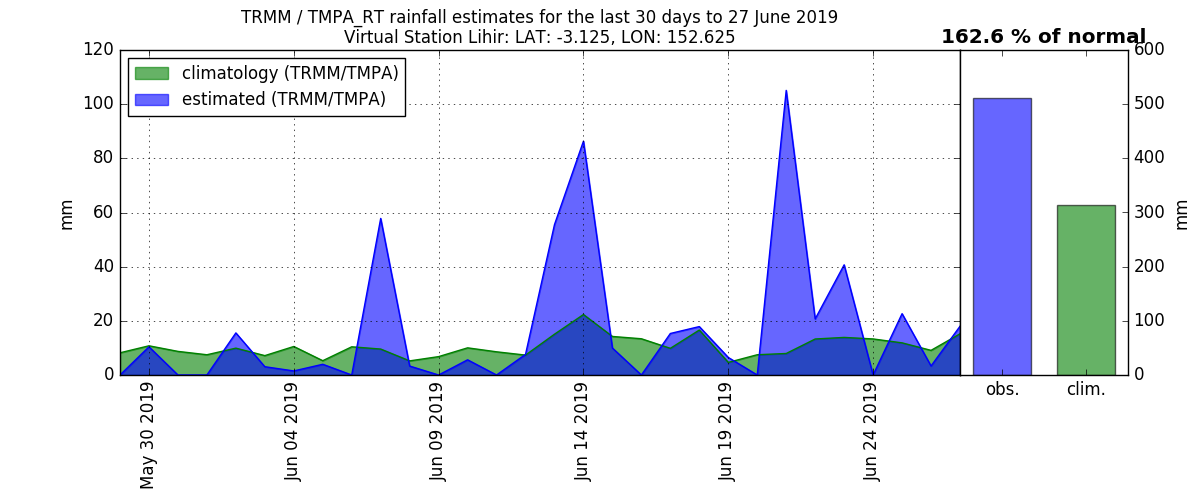 TRMM / TMPA_RT rainfall estimates for the last 30 days to 27 June 2019
Virtual Station Lihir: LAT: -3.125, LON: 152.625
162.6 % of normal
climatology (TRMM/TMPA)
estimated (TRMM/TMPA)
mm
120
100
80
60
40
20
0
May 30 2019
Jun 04 2019
Jun 09 2019
Jun 14 2019
Jun 19 2019
Jun 24 2019
obs.
clim.
600
500
400
300
200
100
0
mm